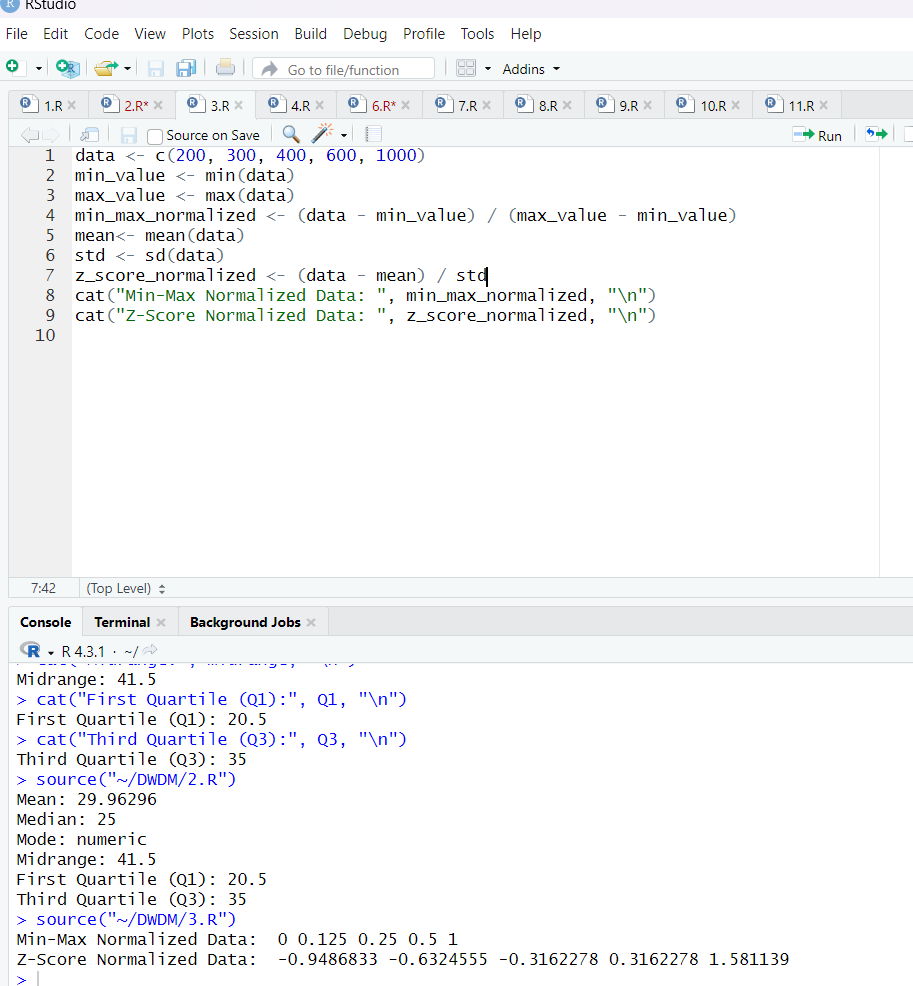 RStudio
File Edit Code View Plots Session Build Debug Profile Tools Help
Go to file/function Addins
1.R 2.R* 3.R 4.R 6.R* 7.R 8.R 9.R 10.R 11.R
Source on Save Run
1 data <- c(200, 300, 400, 600, 1000)
2 min_value <- min(data)
3 max_value <- max(data)
4 min_max_normalized <- (data - min_value) / (max_value - min_value)
5 mean<- mean(data)
6 std <- sd(data)
7 z_score_normalized <- (data - mean) / std
8 cat("Min-Max Normalized Data: ", min_max_normalized, "\n")
9 cat("Z-Score Normalized Data: ", z_score_normalized, "\n")
10
7:42 (Top Level)
Console Terminal Background Jobs
R R 4.3.1 · ~/
Midrange: 41.5
> cat("First Quartile (Q1):", Q1, "\n")
First Quartile (Q1): 20.5
> cat("Third Quartile (Q3):", Q3, "\n")
Third Quartile (Q3): 35
> source("~/DWDM/2.R")
Mean: 29.96296
Median: 25
Mode: numeric
Midrange: 41.5
First Quartile (Q1): 20.5
Third Quartile (Q3): 35
> source("~/DWDM/3.R")
Min-Max Normalized Data:  0 0.125 0.25 0.5 1
Z-Score Normalized Data:  -0.9486833 -0.6324555 -0.3162278 0.3162278 1.581139
>